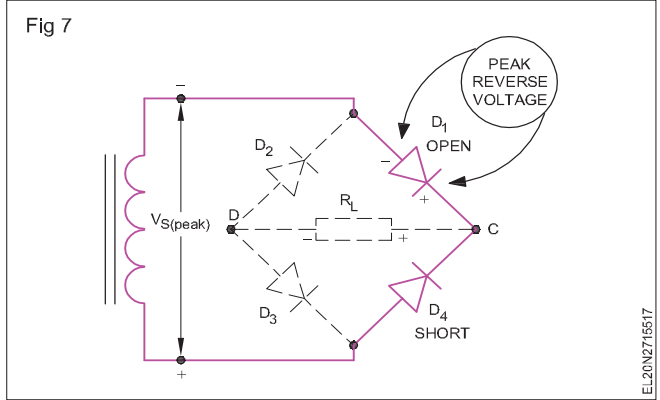 Fig 7
PEAK
REVERSE
VOLTAGE
–
D1
OPEN
D2
–
+
VS(peak)
D
RL
–
+
C
D3
D4
SHORT
+
EL20N2715517